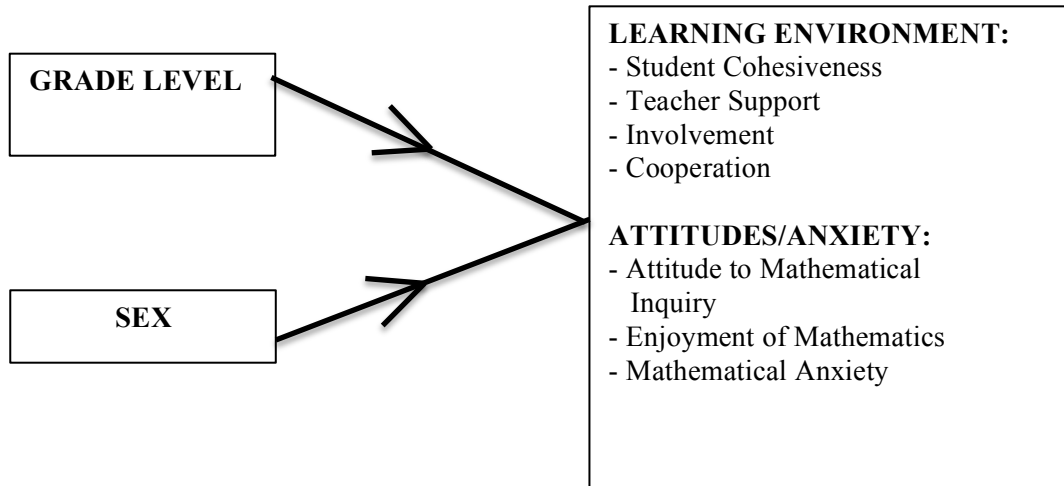 GRADE LEVEL
SEX
LEARNING ENVIRONMENT:
- Student Cohesiveness
- Teacher Support
- Involvement
- Cooperation
ATTITUDES/ANXIETY:
- Attitude to Mathematical
Inquiry
- Enjoyment of Mathematics
- Mathematical Anxiety